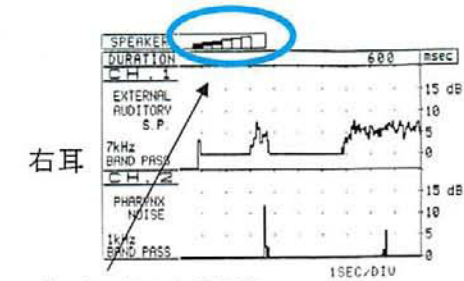 SPEAKER
DURATION 600 msec
CH.1
EXTERNAL
AUDITORY
S.P.
7kHz
BAND PASS
15 dB
10
5
0
右耳
CH.2
PHARYNX
NOISE
1kHz
BAND PASS
15 dB
10
5
0
1SEC/DIV